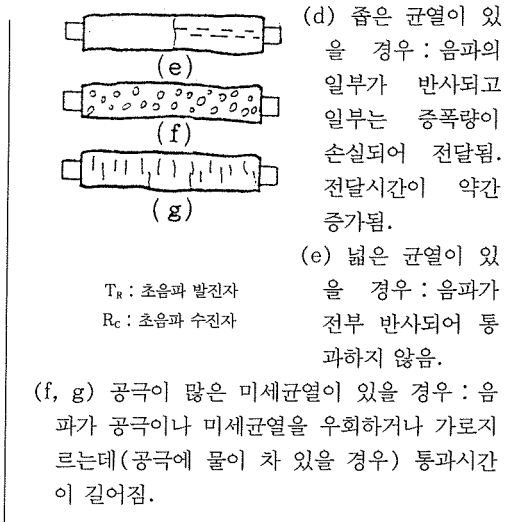 (e)
(f)
(g)
T_R : 초음파 발진자
R_C : 초음파 수진자
(d) 좁은 균열이 있
을 경우 : 음파의
일부가 반사되고
일부는 증폭량이
손실되어 전달됨.
전달시간이 약간
증가됨.
(e) 넓은 균열이 있
을 경우 : 음파가
전부 반사되어 통
과하지 않음.
(f, g) 공극이 많은 미세균열이 있을 경우 : 음
파가 공극이나 미세균열을 우회하거나 가로지
르는데(공극에 물이 차 있을 경우) 통과시간
이 길어짐.